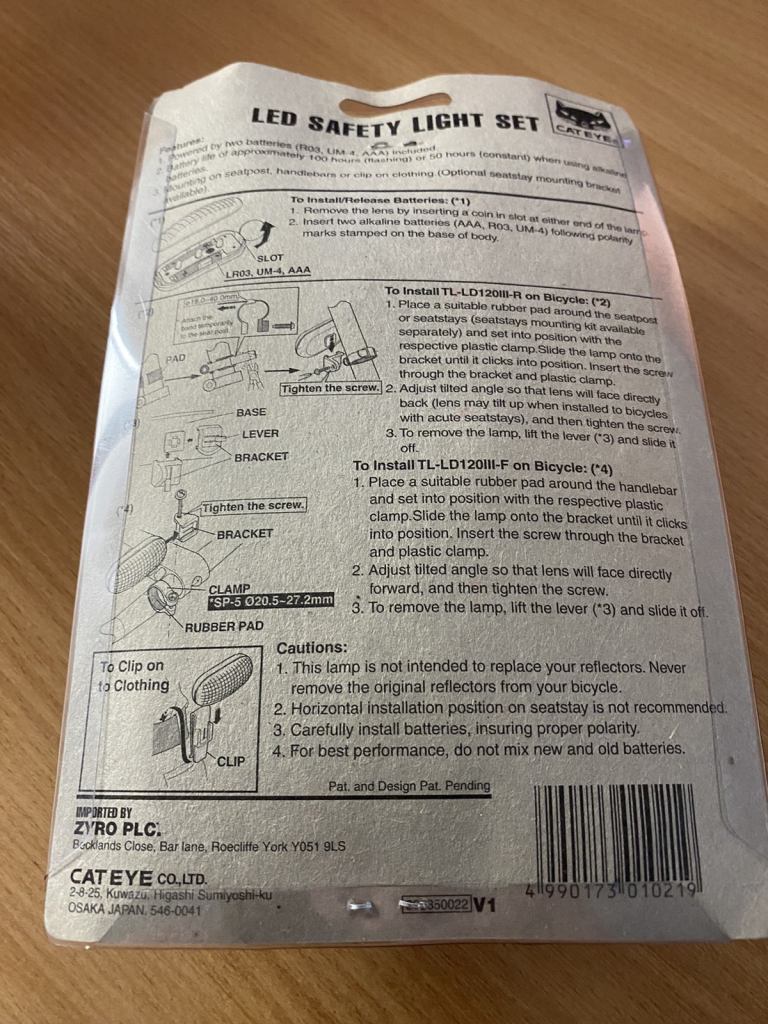 LED SAFETY LIGHT SET
CAT EYE®
Features:
1. Powered by two batteries (R03, UM-4, AAA) included.
2. Battery life of approximately 100 hours (flashing) or 50 hours (constant) when using alkaline
batteries.
3. Mounting on seatpost, handlebars or clip on clothing.(Optional seatstay mounting bracket
available).
To Install/Release Batteries: (*1)
1. Remove the lens by inserting a coin in slot at either end of the lamp.
2. Insert two alkaline batteries (AAA, R03, UM-4) following polarity
marks stamped on the base of body.
SLOT
LR03, UM-4, AAA
To Install TL-LD120III-R on Bicycle: (*2)
1. Place a suitable rubber pad around the seatpost
or seatstays (seatstays mounting kit available
separately) and set into position with the
respective plastic clamp.Slide the lamp onto the
bracket until it clicks into position. Insert the screw
through the bracket and plastic clamp.
2. Adjust tilted angle so that lens will face directly
back (lens may tilt up when installed to bicycles
with acute seatstays), and then tighten the screw.
3. To remove the lamp, lift the lever (*3) and slide it
off.
Attach the
band temporarily
to the seat post.
PAD
Tighten the screw.
BASE
LEVER
BRACKET
To Install TL-LD120III-F on Bicycle: (*4)
1. Place a suitable rubber pad around the handlebar
and set into position with the respective plastic
clamp.Slide the lamp onto the bracket until it clicks
into position. Insert the screw through the bracket
and plastic clamp.
2. Adjust tilted angle so that lens will face directly
forward, and then tighten the screw.
3. To remove the lamp, lift the lever (*3) and slide it off.
(*4)
Tighten the screw.
BRACKET
CLAMP
*SP-5 Ø20.5~27.2mm
RUBBER PAD
To Clip on
to Clothing
CLIP
Cautions:
1. This lamp is not intended to replace your reflectors. Never
remove the original reflectors from your bicycle.
2. Horizontal installation position on seatstay is not recommended.
3. Carefully install batteries, insuring proper polarity.
4. For best performance, do not mix new and old batteries.
Pat. and Design Pat. Pending
IMPORTED BY
ZYRO PLC.
Becklands Close, Bar lane, Roecliffe York Y051 9LS
CAT EYE CO.,LTD.
2-8-25, Kuwazu, Higashi Sumiyoshi-ku
OSAKA JAPAN. 546-0041
V1
4 990173 010219